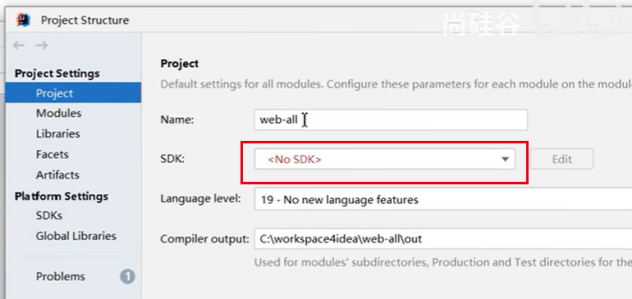 Project Structure
尚硅谷
Project Settings
Project
Modules
Libraries
Facets
Artifacts
Platform Settings
SDKs
Global Libraries
Problems
1
Project
Default settings for all modules. Configure these parameters for each module on the modul
Name:
web-all
SDK:
<No SDK>
Edit
Language level:
19 - No new language features
Compiler output:
C:\workspace4idea\web-all\out
Used for modules' subdirectories, Production and Test directories for the